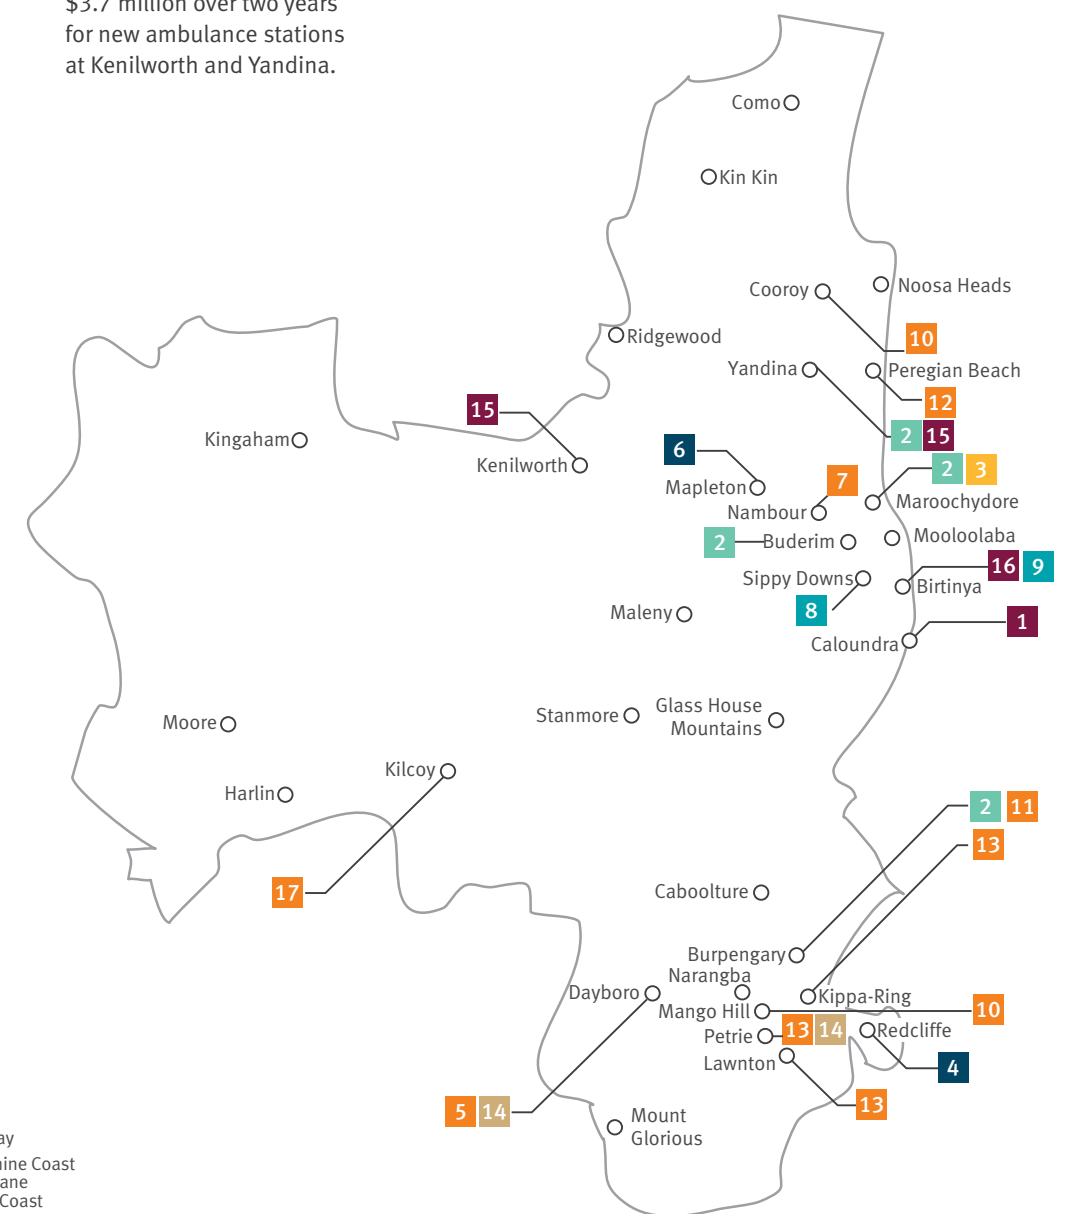 $3.7 million over two years
for new ambulance stations
at Kenilworth and Yandina.
Como
Kin Kin
Cooroy
Noosa Heads
Ridgewood
10
Yandina
Peregian Beach
12
15
2 15
Kingaham
Kenilworth
6
2 3
Mapleton
7
Maroochydore
Nambour
2
Buderim
Mooloolaba
16 9
Sippy Downs
Birtinya
8
Maleny
1
Caloundra
Moore
Stanmore
Glass House
Mountains
Kilcoy
Harlin
2 11
13
17
Caboolture
Burpengary
Narangba
Dayboro
Kippa-Ring
Mango Hill
10
Petrie
13 14
Redcliffe
Lawnton
4
5 14
13
Mount
Glorious
Coast
Coast